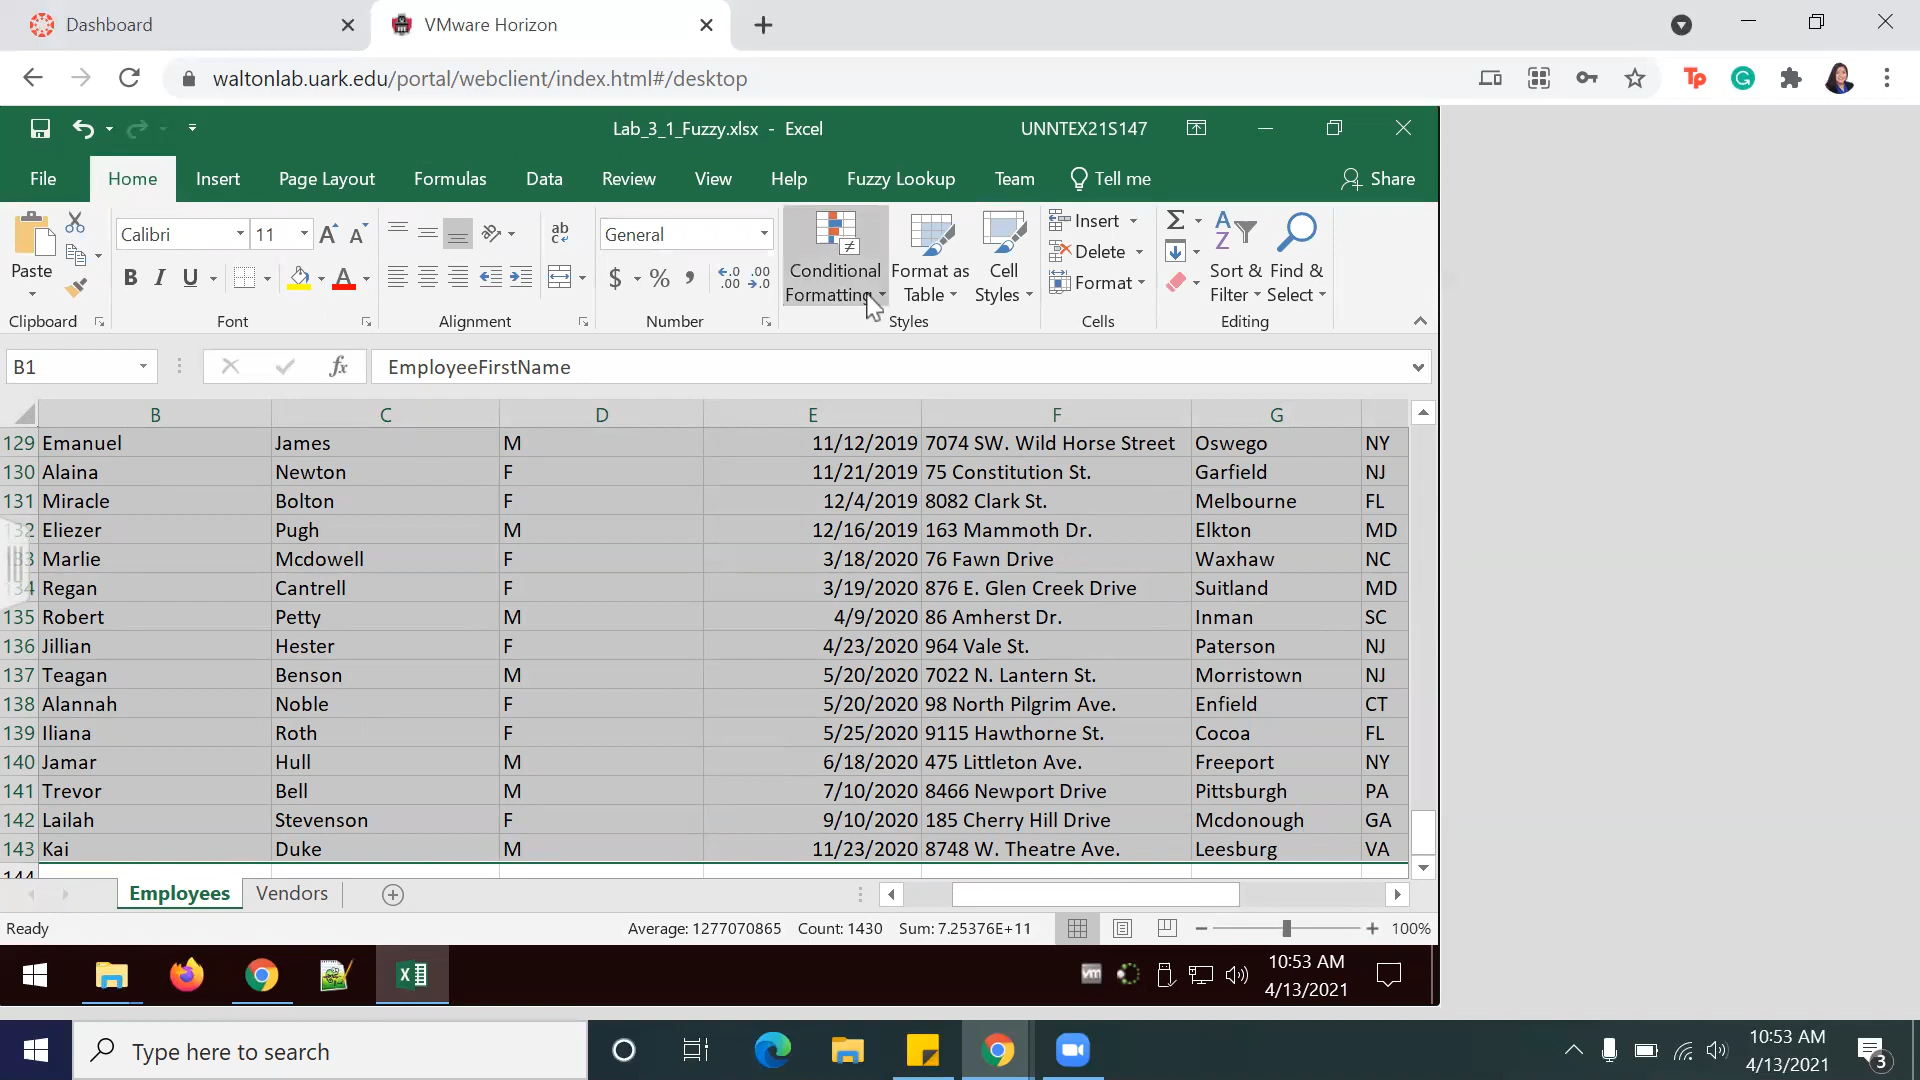 Dashboard
VMware Horizon
waltonlab.uark.edu/portal/webclient/index.html#/desktop
Lab_3_1_Fuzzy.xlsx - Excel
UNNTEX21S147
File Home Insert Page Layout Formulas Data Review View Help Fuzzy Lookup Team Tell me Share
Paste
Calibri 11
General
Conditional Formatting
Format as Table
Cell Styles
Insert
Delete
Format
Sort & Filter
Find & Select
Clipboard Font Alignment Number Styles Cells Editing
B1 fx EmployeeFirstName
B C D E F G
129 Emanuel James M 11/12/2019 7074 SW. Wild Horse Street Oswego NY
130 Alaina Newton F 11/21/2019 75 Constitution St. Garfield NJ
131 Miracle Bolton F 12/4/2019 8082 Clark St. Melbourne FL
132 Eliezer Pugh M 12/16/2019 163 Mammoth Dr. Elkton MD
133 Marlie Mcdowell F 3/18/2020 76 Fawn Drive Waxhaw NC
134 Regan Cantrell F 3/19/2020 876 E. Glen Creek Drive Suitland MD
135 Robert Petty M 4/9/2020 86 Amherst Dr. Inman SC
136 Jillian Hester F 4/23/2020 964 Vale St. Paterson NJ
137 Teagan Benson M 5/20/2020 7022 N. Lantern St. Morristown NJ
138 Alannah Noble F 5/20/2020 98 North Pilgrim Ave. Enfield CT
139 Iliana Roth F 5/25/2020 9115 Hawthorne St. Cocoa FL
140 Jamar Hull M 6/18/2020 475 Littleton Ave. Freeport NY
141 Trevor Bell M 7/10/2020 8466 Newport Drive Pittsburgh PA
142 Lailah Stevenson F 9/10/2020 185 Cherry Hill Drive Mcdonough GA
143 Kai Duke M 11/23/2020 8748 W. Theatre Ave. Leesburg VA
144
Employees Vendors
Ready Average: 1277070865 Count: 1430 Sum: 7.25376E+11 100%
10:53 AM
4/13/2021
Type here to search
10:53 AM
4/13/2021
3